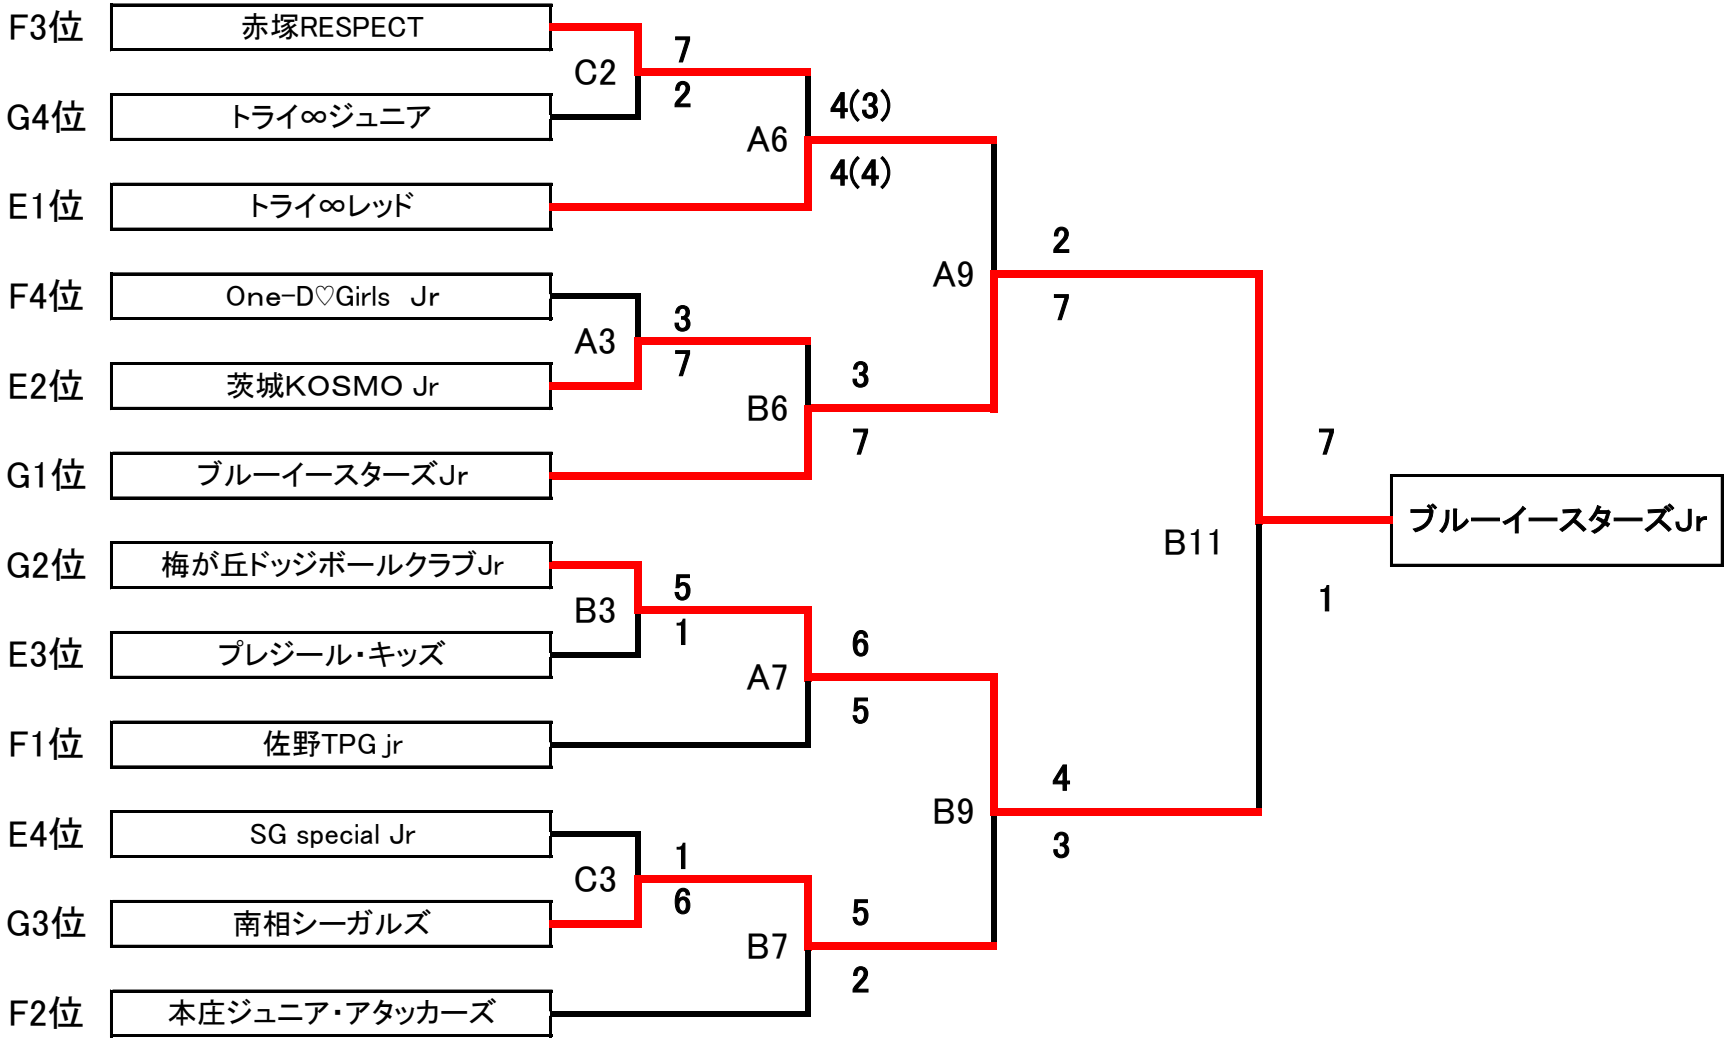 F3位 赤塚RESPECT
7
C2
2
G4位 トライ∞ジュニア
4(3)
A6
4(4)
E1位 トライ∞レッド
2
A9
7
F4位 One-D♡Girls Jr
3
A3
7
E2位 茨城KOSMO Jr
3
B6
7
G1位 ブルーイースターズJr
7
ブルーイースターズJr
B11
1
G2位 梅が丘ドッジボールクラブJr
5
B3
1
E3位 プレジール・キッズ
6
A7
5
F1位 佐野TPG jr
4
B9
3
E4位 SG special Jr
1
C3
6
G3位 南相シーガルズ
5
B7
2
F2位 本庄ジュニア・アタッカーズ